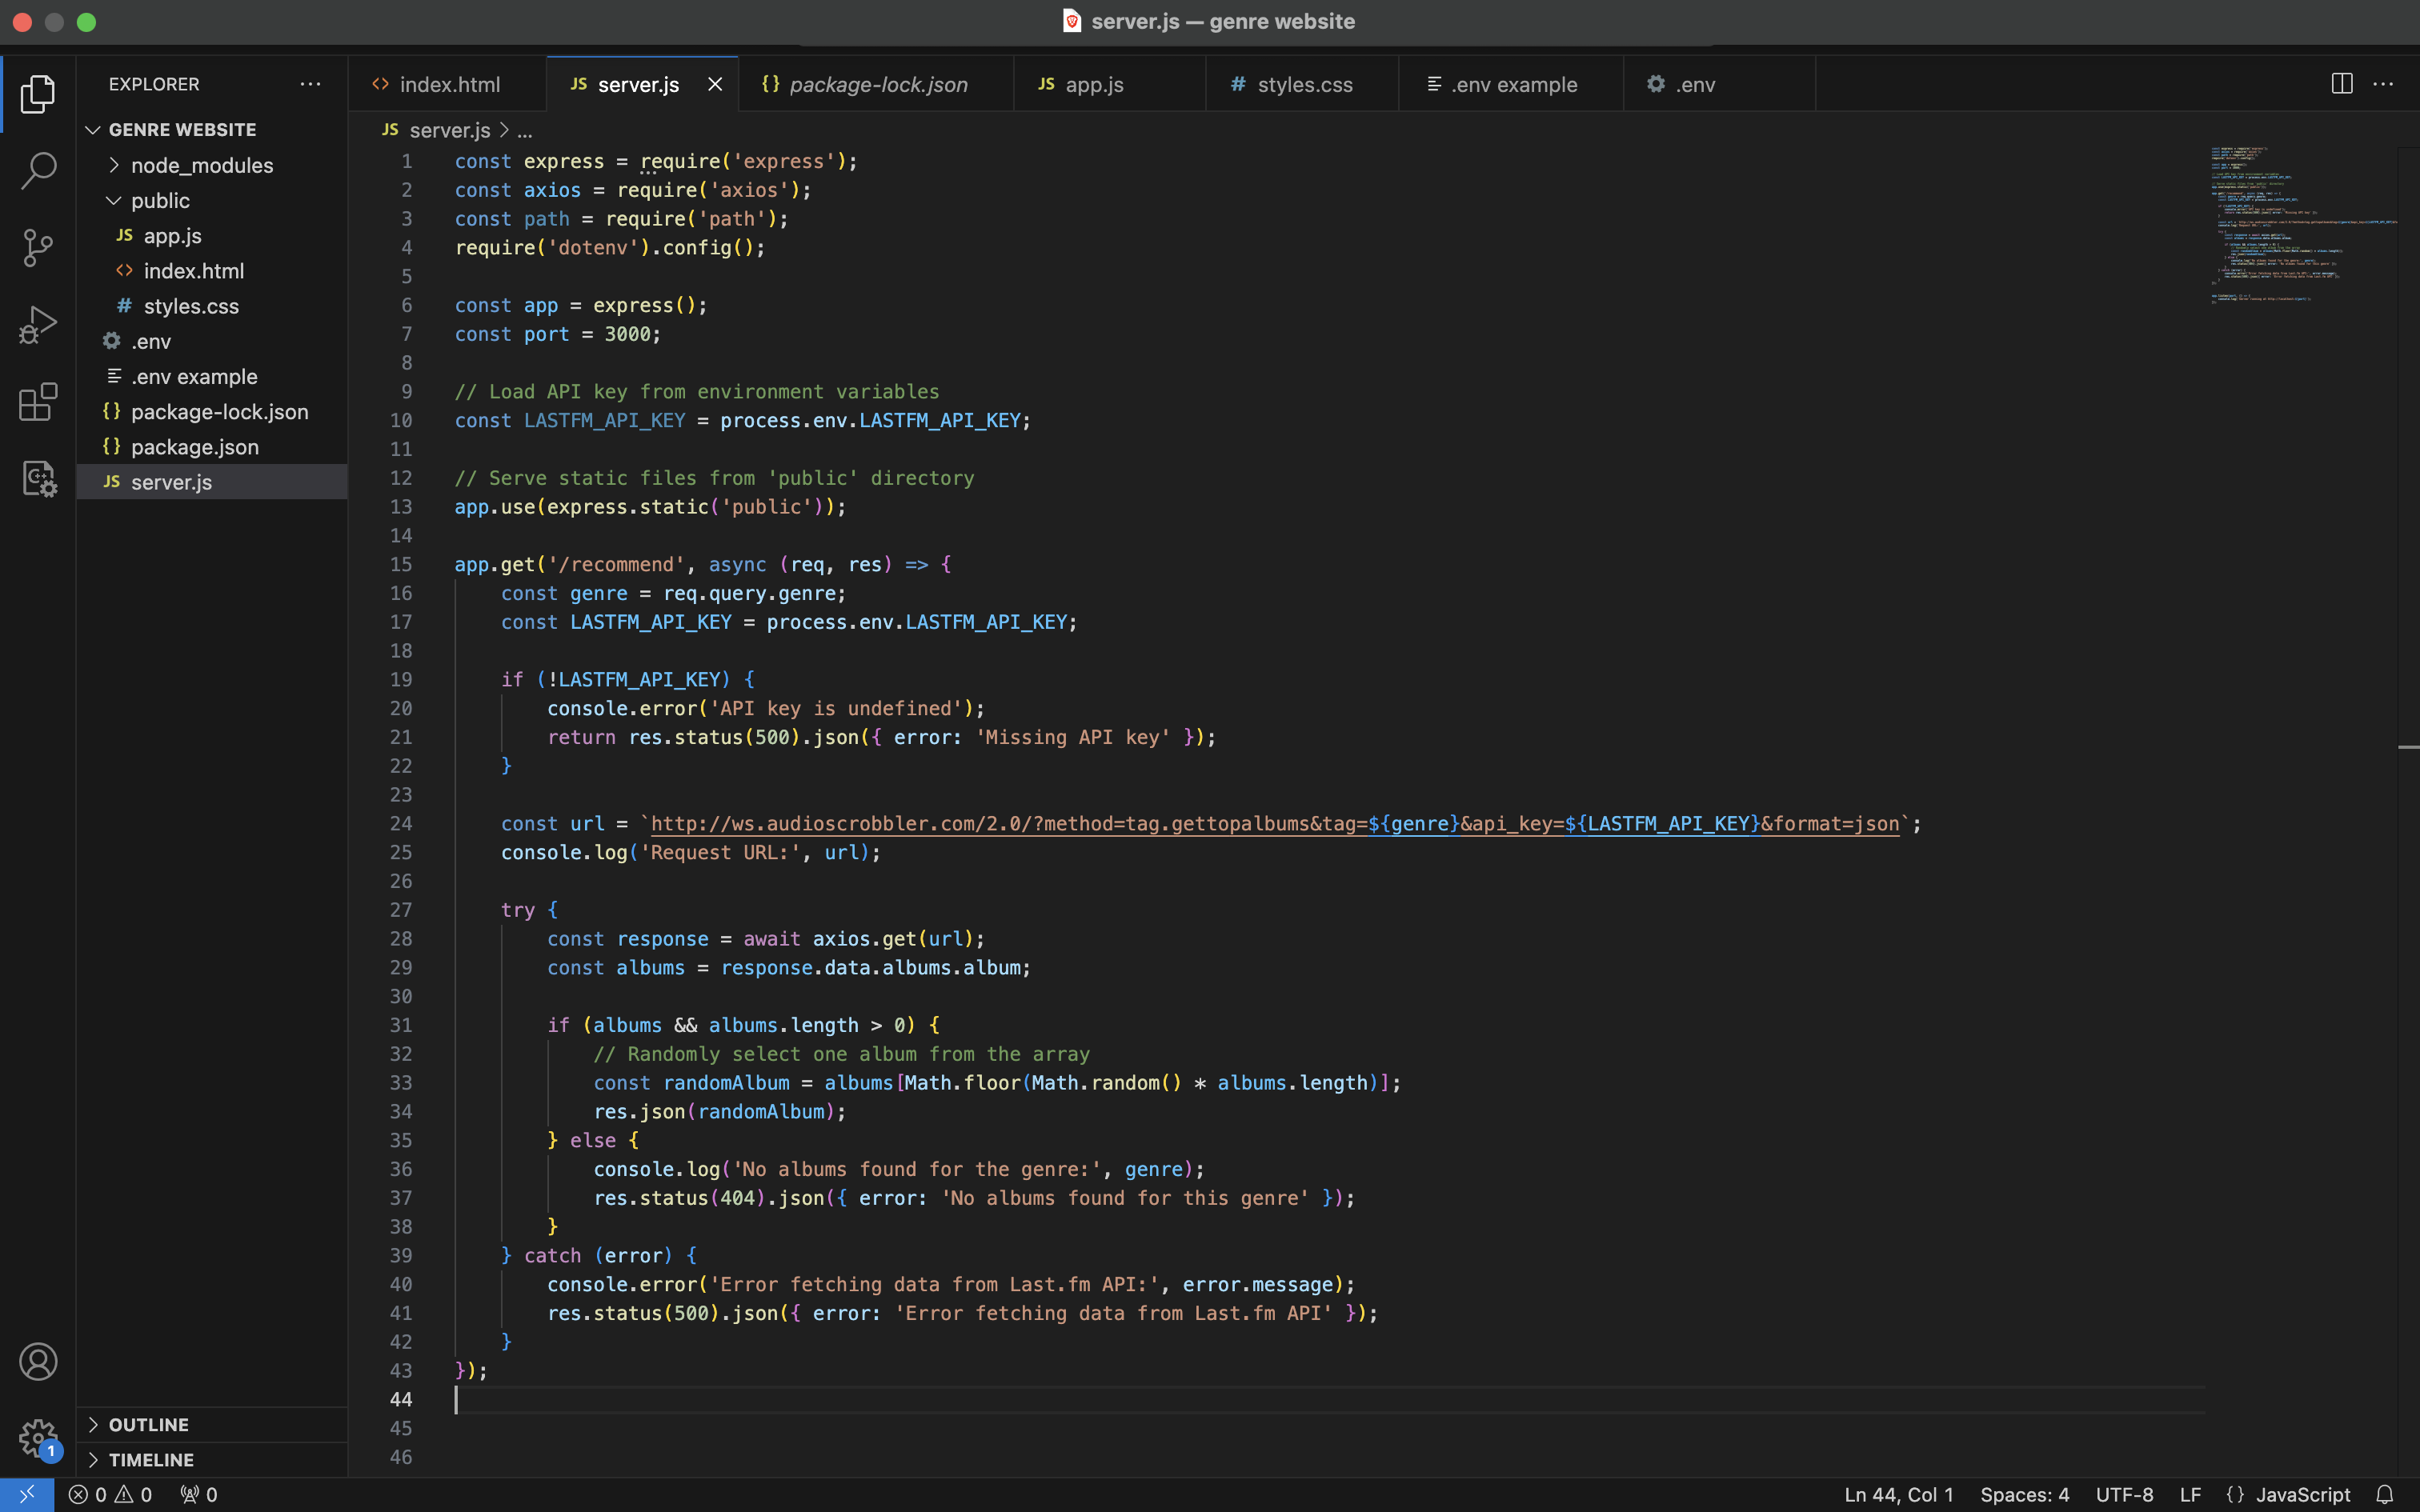 server.js — genre website
EXPLORER
index.html
server.js
package-lock.json
app.js
styles.css
.env example
.env
GENRE WEBSITE
node_modules
public
app.js
index.html
styles.css
.env
.env example
package-lock.json
package.json
server.js
OUTLINE
TIMELINE
server.js > ...
1 const express = require('express');
2 const axios = require('axios');
3 const path = require('path');
4 require('dotenv').config();
5
6 const app = express();
7 const port = 3000;
8
9 // Load API key from environment variables
10 const LASTFM_API_KEY = process.env.LASTFM_API_KEY;
11
12 // Serve static files from 'public' directory
13 app.use(express.static('public'));
14
15 app.get('/recommend', async (req, res) => {
16     const genre = req.query.genre;
17     const LASTFM_API_KEY = process.env.LASTFM_API_KEY;
18
19     if (!LASTFM_API_KEY) {
20         console.error('API key is undefined');
21         return res.status(500).json({ error: 'Missing API key' });
22     }
23
24     const url = `http://ws.audioscrobbler.com/2.0/?method=tag.gettopalbums&tag=${genre}&api_key=${LASTFM_API_KEY}&format=json`;
25     console.log('Request URL:', url);
26
27     try {
28         const response = await axios.get(url);
29         const albums = response.data.albums.album;
30
31         if (albums && albums.length > 0) {
32             // Randomly select one album from the array
33             const randomAlbum = albums[Math.floor(Math.random() * albums.length)];
34             res.json(randomAlbum);
35         } else {
36             console.log('No albums found for the genre:', genre);
37             res.status(404).json({ error: 'No albums found for this genre' });
38         }
39     } catch (error) {
40         console.error('Error fetching data from Last.fm API:', error.message);
41         res.status(500).json({ error: 'Error fetching data from Last.fm API' });
42     }
43 });
44
45
46
1
0 0 0
Ln 44, Col 1 Spaces: 4 UTF-8 LF {} JavaScript